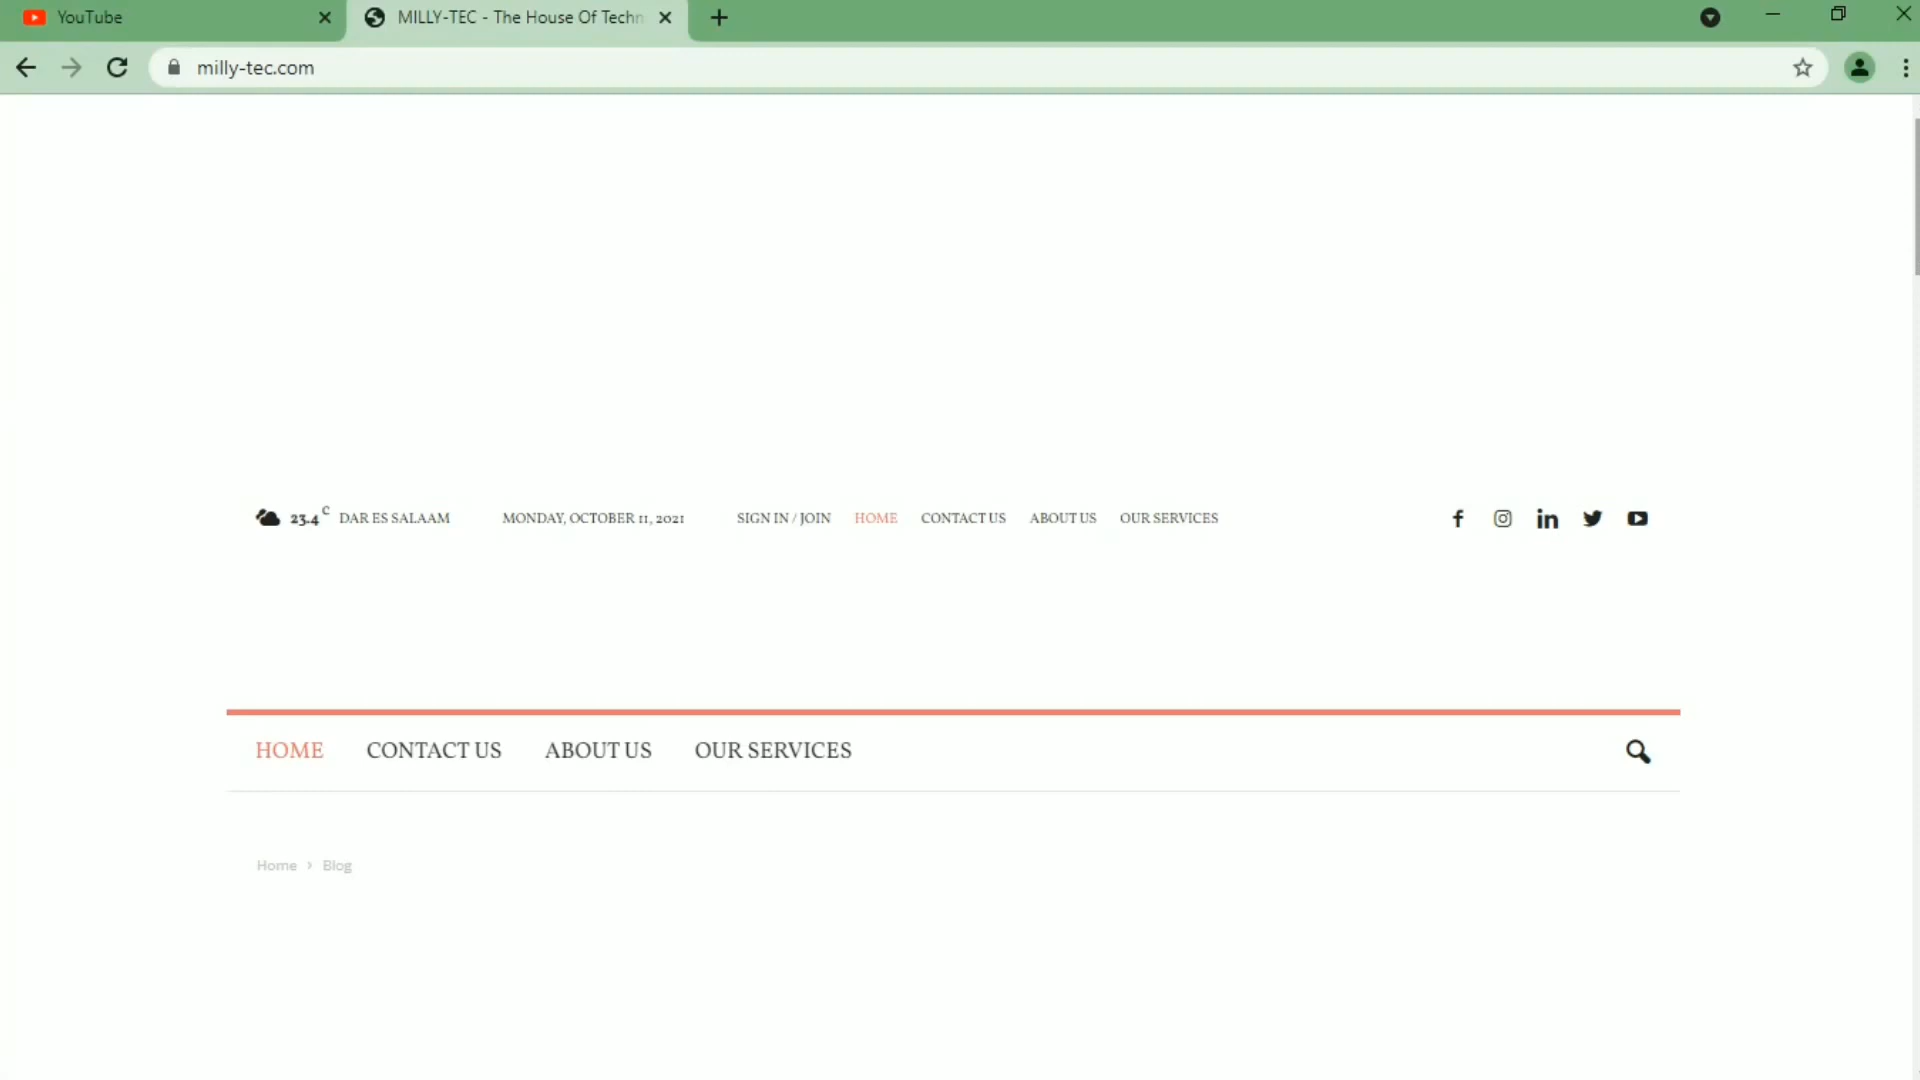 YouTube
MILLY-TEC - The House Of Techn
milly-tec.com
23.4 C DAR ES SALAAM MONDAY, OCTOBER 11, 2021 SIGN IN / JOIN HOME CONTACT US ABOUT US OUR SERVICES
HOME CONTACT US ABOUT US OUR SERVICES
Home › Blog